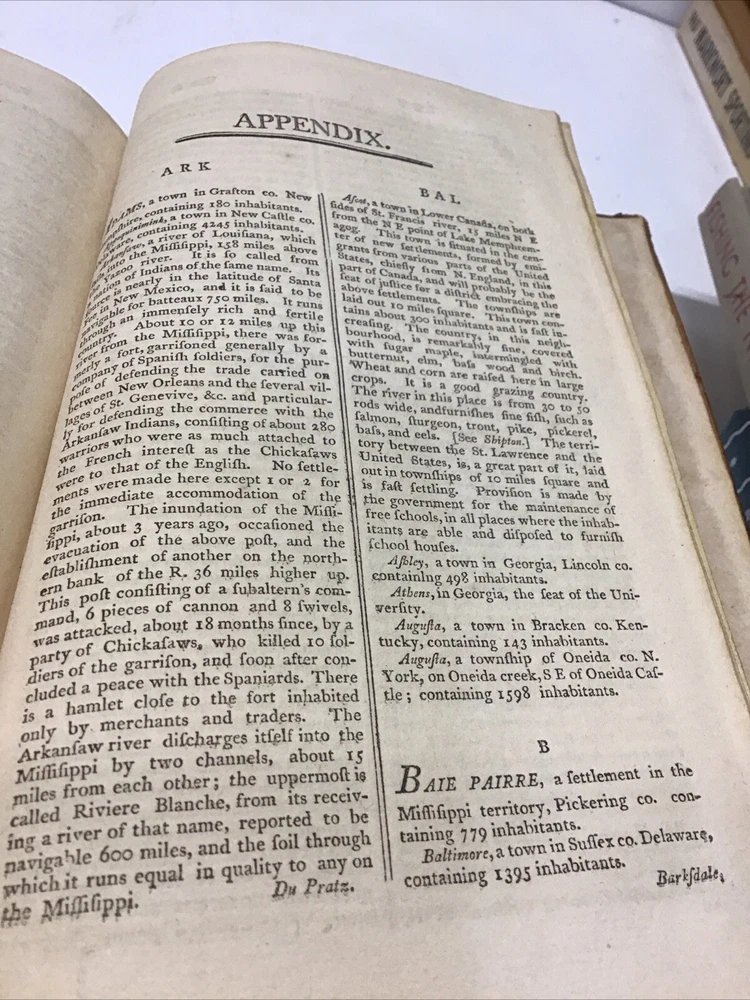 APPENDIX.
ARK
ADAMS, a town in Grafton co. New
containing 180 inhabitants.
Appoquinimink, a town in New Castle co.
containing 4245 inhabitants.
a river of Louiſiana, which
into the Miſſiſippi, 158 miles above
Yazoo river. It is ſo called from
nation of Indians of the ſame name. Its
is nearly in the latitude of Santa
in New Mexico, and it is ſaid to be
navigable for batteaux 750 miles. It runs
through an immenſely rich and fertile
country. About 10 or 12 miles up this
river from the Miſſiſippi, there was for-
merly a fort, garriſoned generally by a
company of Spaniſh ſoldiers, for the pur-
poſe of defending the trade carried on
between New Orleans and the ſeveral vil-
lages of St. Genevive, &c. and particular-
ly for defending the commerce with the
Arkanſaw Indians, conſiſting of about 280
warriors who were as much attached to
the French intereſt as the Chickaſaws
were to that of the Engliſh. No ſettle-
ments were made here except 1 or 2 for
the immediate accommodation of the
garriſon. The inundation of the Miſſi-
ſippi, about 3 years ago, occaſioned the
evacuation of the above poſt, and the
eſtabliſhment of another on the north-
ern bank of the R. 36 miles higher up.
This poſt conſiſting of a ſubaltern's com-
mand, 6 pieces of cannon and 8 ſwivels,
was attacked, about 18 months ſince, by a
party of Chickaſaws, who killed 10 ſol-
diers of the garriſon, and ſoon after con-
cluded a peace with the Spaniards. There
is a hamlet cloſe to the fort inhabited
only by merchants and traders. The
Arkanſaw river diſcharges itſelf into the
Miſſiſippi by two channels, about 15
miles from each other; the uppermoſt is
called Riviere Blanche, from its receiv-
ing a river of that name, reported to be
navigable 600 miles, and the ſoil through
which it runs equal in quality to any on
the Miſſiſippi.
Du Pratz.
BAL
Aſcot, a town in Lower Canada, on both
ſides of St. Francis river, 15 miles N E
from the N E point of Lake Memphrem-
agog. This town is ſituated in the cen-
ter of new ſettlements, formed by emi-
grants from various parts of the United
States, chiefly from N. England, in this
part of Canada, and will probably be the
ſeat of juſtice for a diſtrict embracing the
above ſettlements. The townſhips are
laid out 10 miles ſquare. This town con-
tains about 300 inhabitants and is faſt in-
creaſing. The country, in this neigh-
bourhood, is remarkably fine, covered
with ſugar maple, intermingled with
butternut, elm, baſs wood and birch.
Wheat and corn are raiſed here in large
crops. It is a good grazing country.
The river in this place is from 30 to 50
rods wide, and furniſhes fine fiſh, ſuch as
ſalmon, ſturgeon, trout, pike, pickerel,
baſs, and eels. [See Shipton.] The terri-
tory between the St. Lawrence and the
United States, is, a great part of it, laid
out in townſhips of 10 miles ſquare and
is faſt ſettling. Proviſion is made by
the government for the maintenance of
free ſchools, in all places where the inhab-
itants are able and diſpoſed to furniſh
ſchool houſes.
Aſhley, a town in Georgia, Lincoln co.
containing 498 inhabitants.
Athens, in Georgia, the ſeat of the Uni-
verſity.
Auguſta, a town in Bracken co. Ken-
tucky, containing 143 inhabitants.
Auguſta, a townſhip of Oneida co. N.
York, on Oneida creek, S E of Oneida Caſ-
tle; containing 1598 inhabitants.
B
BAIE PAIRRE, a ſettlement in the
Miſſiſippi territory, Pickering co. con-
taining 779 inhabitants.
Baltimore, a town in Suſſex co. Delaware,
containing 1395 inhabitants.
Barkſdale,